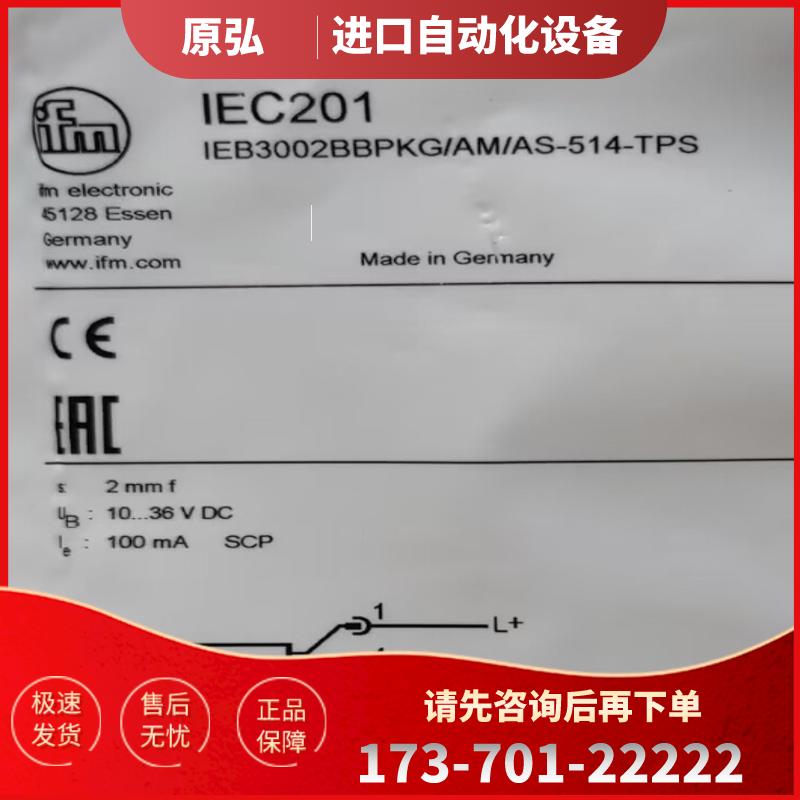 原弘 进口自动化设备
ifm
IEC201
IEB3002BBPKG/AM/AS-514-TPS
ifm electronic
45128 Essen
Germany
www.ifm.com
Made in Germany
CE
EAC
s: 2 mm f
UB : 10...36 V DC
Ie : 100 mA SCP
1
L+
极速
发货
售后
无忧
正品
保障
请先咨询后再下单
173-701-22222